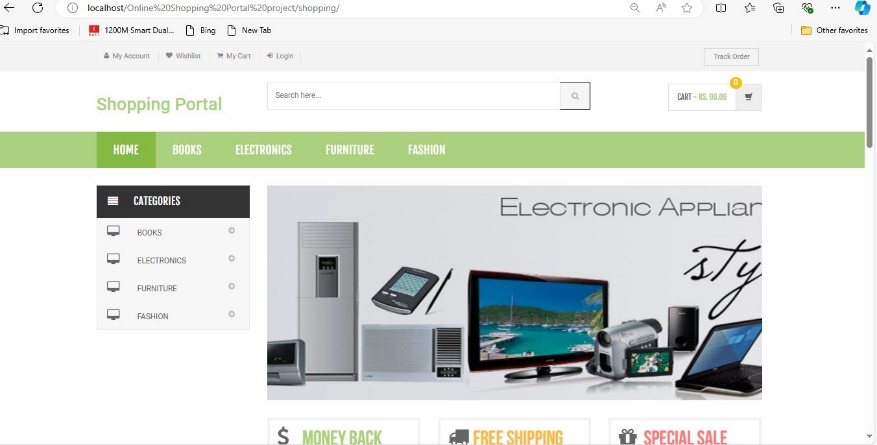 localhost/Online%20Shopping%20Portal%20project/shopping/
Import favorites
1200M Smart Dual...
Bing
New Tab
Other favorites
My Account
Wishlist
My Cart
Login
Track Order
Shopping Portal
Search here...
0
CART - RS. 00.00
HOME
BOOKS
ELECTRONICS
FURNITURE
FASHION
CATEGORIES
BOOKS
ELECTRONICS
FURNITURE
FASHION
Electronic Applian
sty
MONEY BACK
FREE SHIPPING
SPECIAL SALE